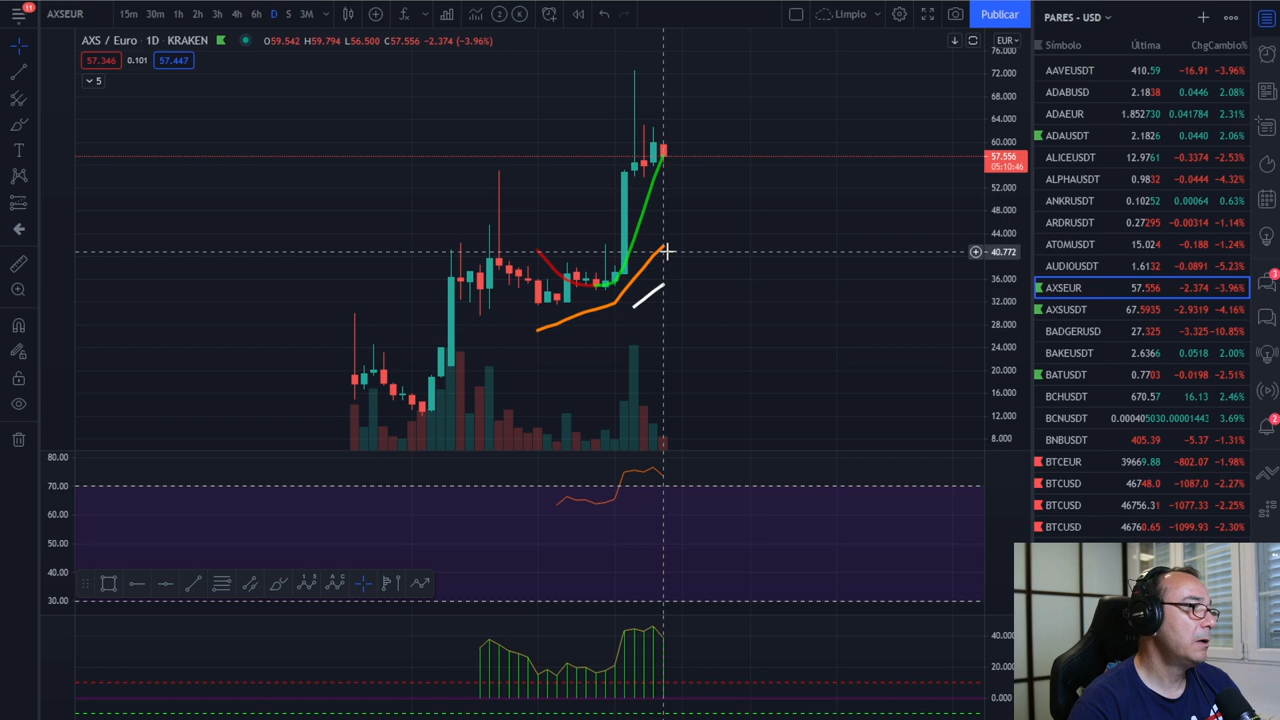 11
AXSEUR
15m 30m 1h 2h 3h 4h 6h D S 3M
Limpio
Publicar
PARES - USD
AXS / Euro · 1D · KRAKEN O59.542 H59.794 L56.500 C57.556 −2.374 (−3.96%)
EUR
57.346 0.101 57.447
5
Símbolo Última Chg Cambio%
AAVEUSDT 410.59 −16.91 −3.96%
ADABUSD 2.1838 0.0446 2.08%
ADAEUR 1.852730 0.041784 2.31%
ADAUSDT 2.1826 0.0440 2.06%
ALICEUSDT 12.9761 −0.3374 −2.53%
ALPHAUSDT 0.9832 −0.0444 −4.32%
ANKRUSDT 0.10252 0.00064 0.63%
ARDRUSDT 0.27295 −0.00314 −1.14%
ATOMUSDT 15.024 −0.188 −1.24%
AUDIOUSDT 1.6132 −0.0891 −5.23%
AXSEUR 57.556 −2.374 −3.96%
AXSUSDT 67.5935 −2.9319 −4.16%
BADGERUSD 27.325 −3.325 −10.85%
BAKEUSDT 2.6366 0.0518 2.00%
BATUSDT 0.7703 −0.0198 −2.51%
BCHUSDT 670.57 16.13 2.46%
BCNUSDT 0.00040503 0.00001443 3.69%
BNBUSDT 405.39 −5.37 −1.31%
BTCEUR 39669.88 −802.07 −1.98%
BTCUSD 46748.0 −1087.0 −2.27%
BTCUSD 46756.31 −1077.33 −2.25%
BTCUSD 46760.65 −1099.93 −2.30%
76.000
72.000
68.000
64.000
60.000
57.556
05:10:46
52.000
48.000
44.000
40.772
36.000
32.000
28.000
24.000
20.000
16.000
12.000
8.000
80.00
70.00
60.00
50.00
40.00
30.00
40.000
20.000
0.000
3
2